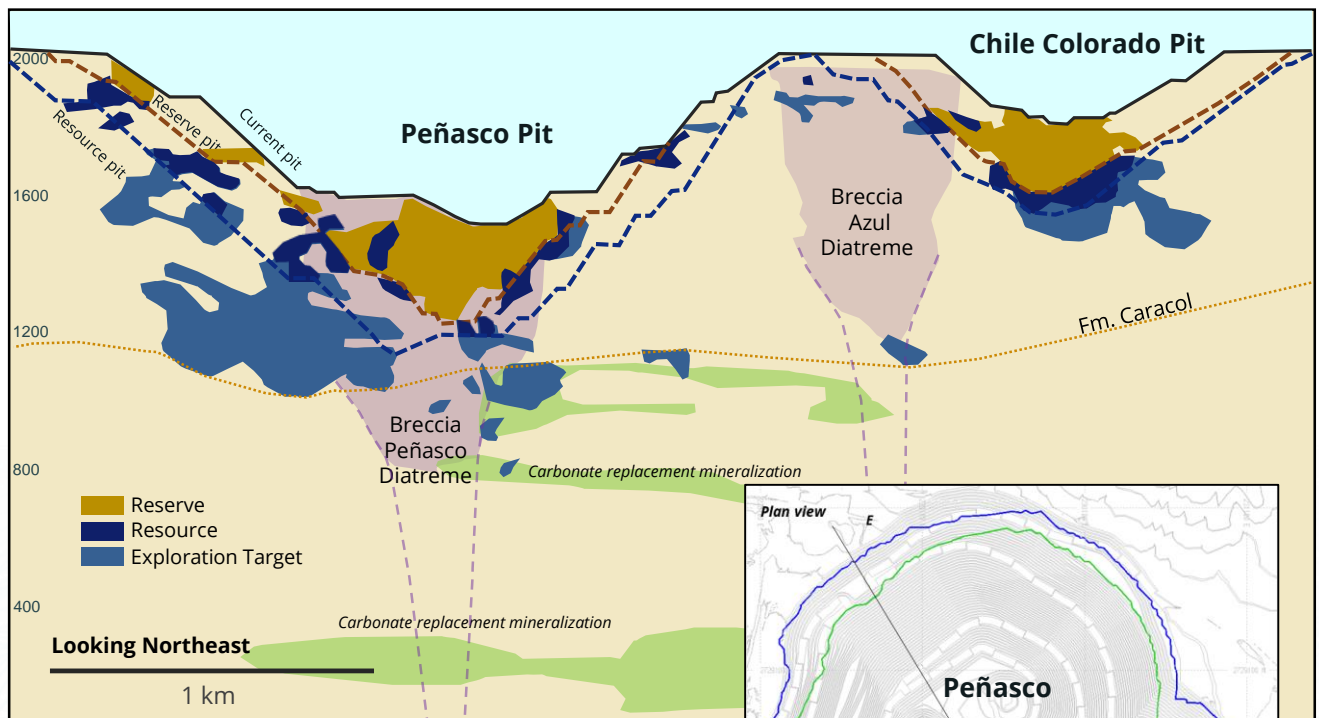 Chile Colorado Pit
2000
Reserve pit
Current pit
Resource pit
Peñasco Pit
1600
Breccia
Azul
Diatreme
Fm. Caracol
1200
Breccia
Peñasco
Diatreme
800
Carbonate replacement mineralization
Reserve
Resource
Exploration Target
Plan view
E
400
Carbonate replacement mineralization
Looking Northeast
1 km
Peñasco